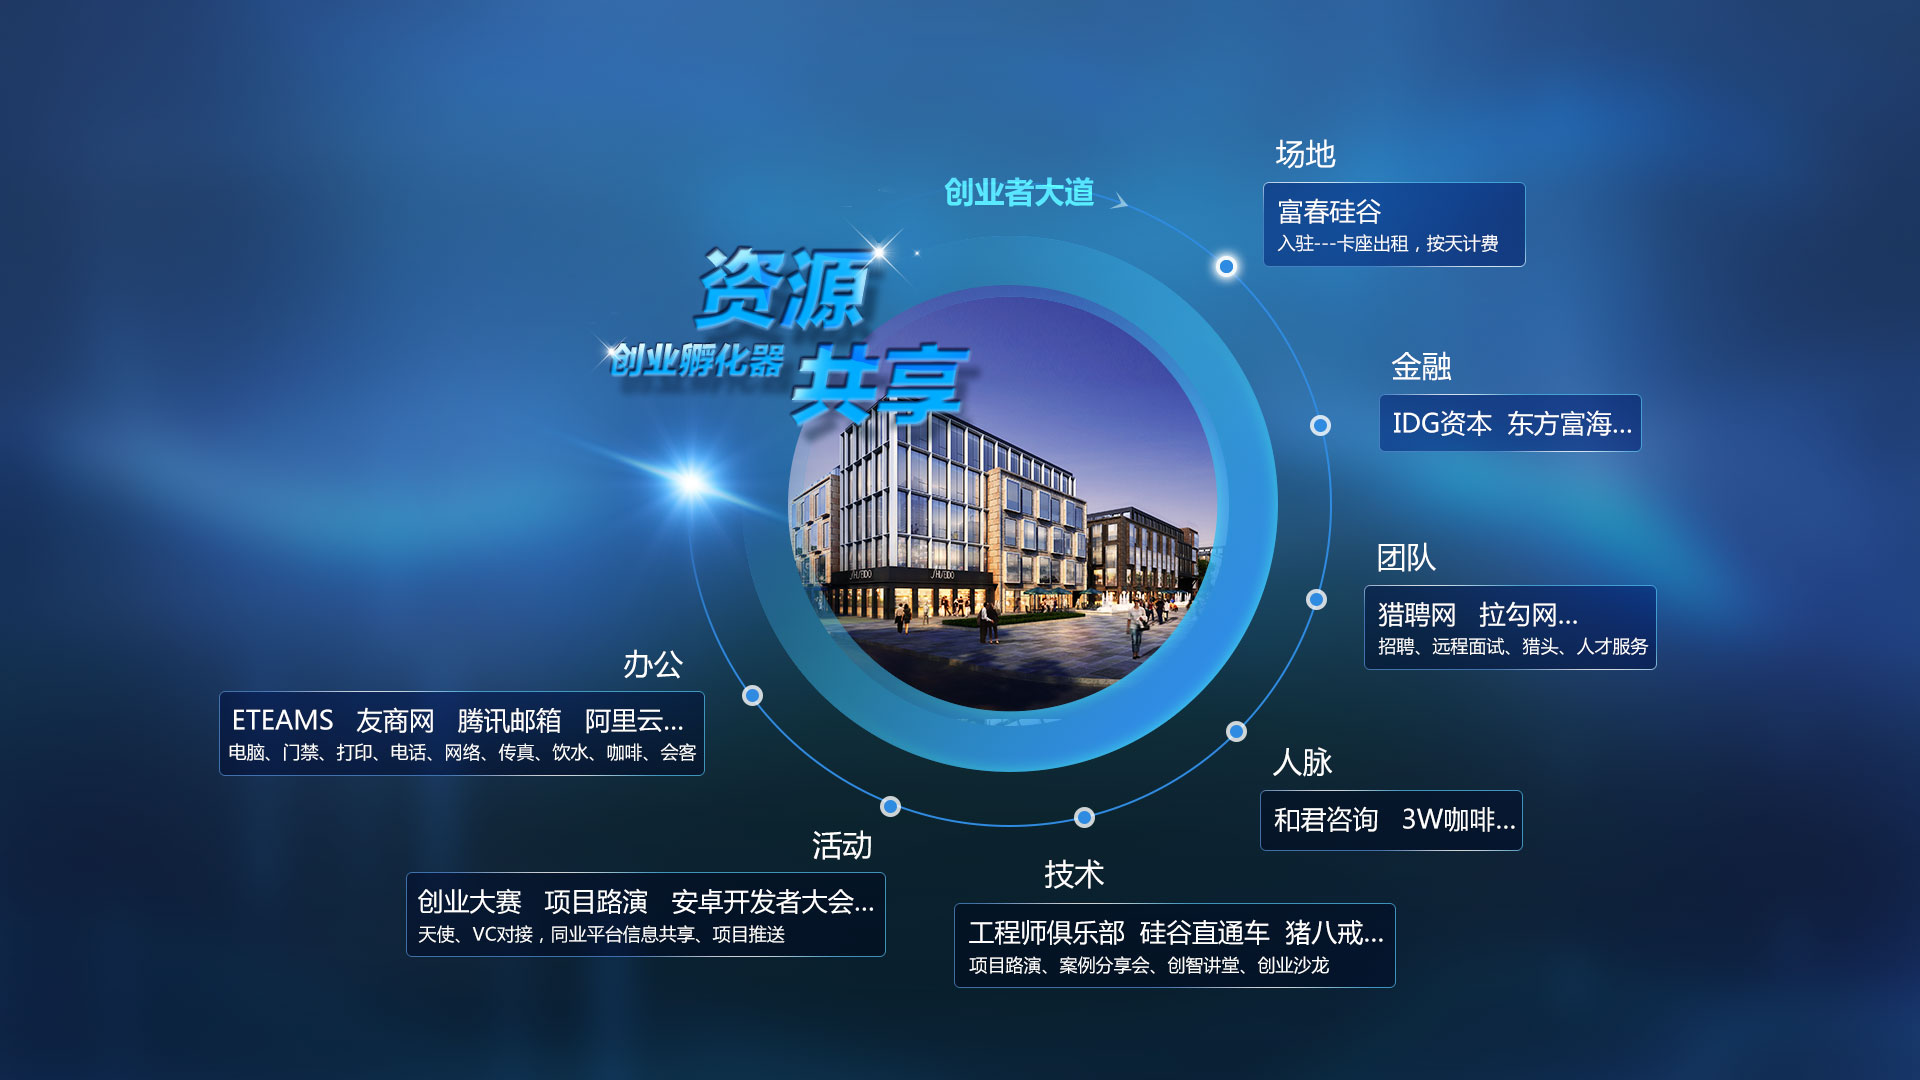 创业者大道
资源
创业孵化器
共享
场地
富春硅谷
入驻---卡座出租，按天计费
金融
IDG资本 东方富海...
团队
猎聘网 拉勾网...
招聘、远程面试、猎头、人才服务
人脉
和君咨询 3W咖啡...
技术
工程师俱乐部 硅谷直通车 猪八戒...
项目路演、案例分享会、创智讲堂、创业沙龙
活动
创业大赛 项目路演 安卓开发者大会...
天使、VC对接，同业平台信息共享、项目推送
办公
ETEAMS 友商网 腾讯邮箱 阿里云...
电脑、门禁、打印、电话、网络、传真、饮水、咖啡、会客
SHISEIDO SHISEIDO